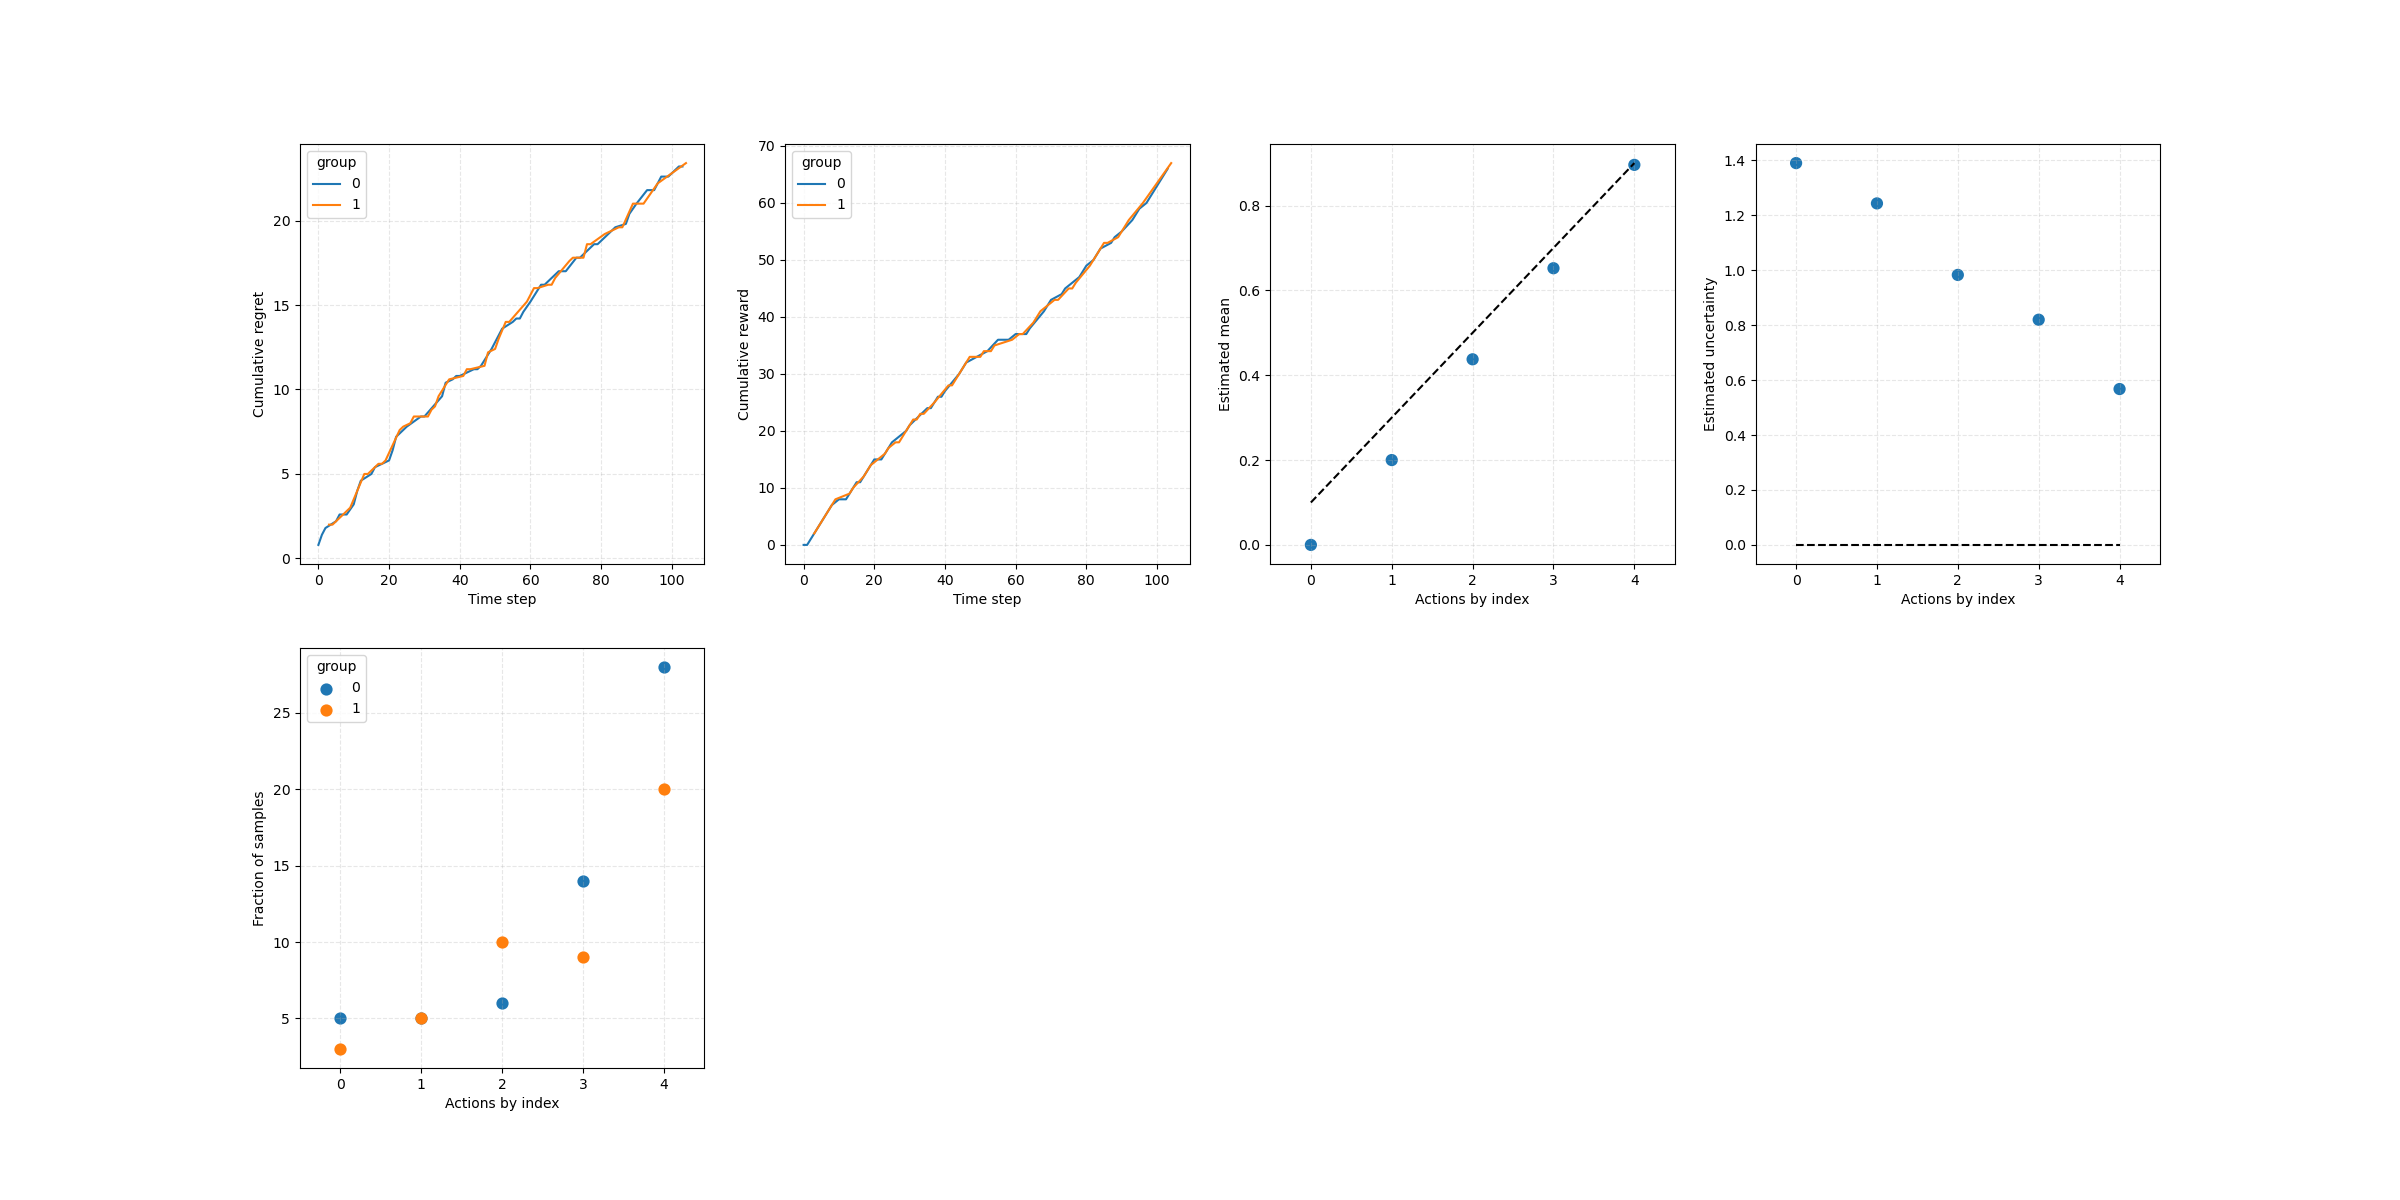 group
0
1
20
15
10
5
0
Cumulative regret
0 20 40 60 80 100
Time step
group
0
1
70
60
50
40
30
20
10
0
Cumulative reward
0 20 40 60 80 100
Time step
0.8
0.6
0.4
0.2
0.0
Estimated mean
0 1 2 3 4
Actions by index
1.4
1.2
1.0
0.8
0.6
0.4
0.2
0.0
Estimated uncertainty
0 1 2 3 4
Actions by index
group
0
1
25
20
15
10
5
Fraction of samples
0 1 2 3 4
Actions by index